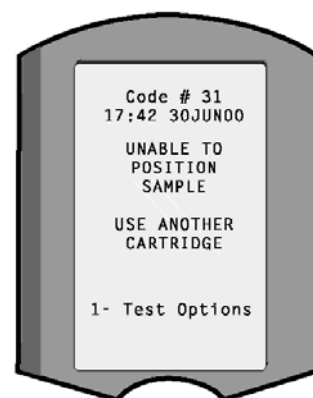 Code # 31
17:42 30JUN00
UNABLE TO
POSITION
SAMPLE
USE ANOTHER
CARTRIDGE
1- Test Options